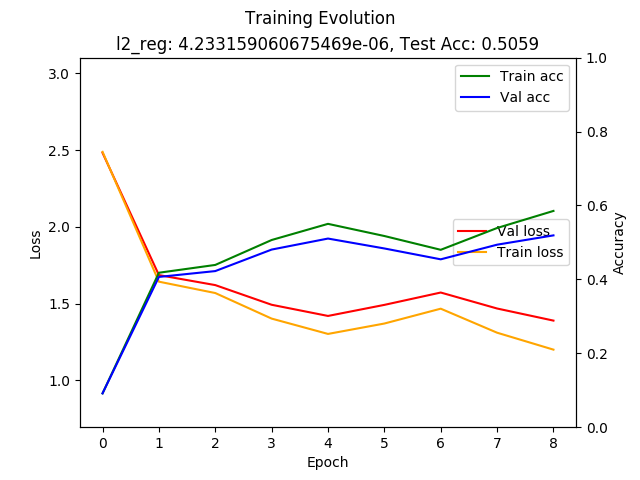 Training Evolution
l2_reg: 4.233159060675469e-06, Test Acc: 0.5059
Train acc
Val acc
Val loss
Train loss
3.0
2.5
2.0
1.5
1.0
Loss
1.0
0.8
0.6
0.4
0.2
0.0
Accuracy
0 1 2 3 4 5 6 7 8
Epoch